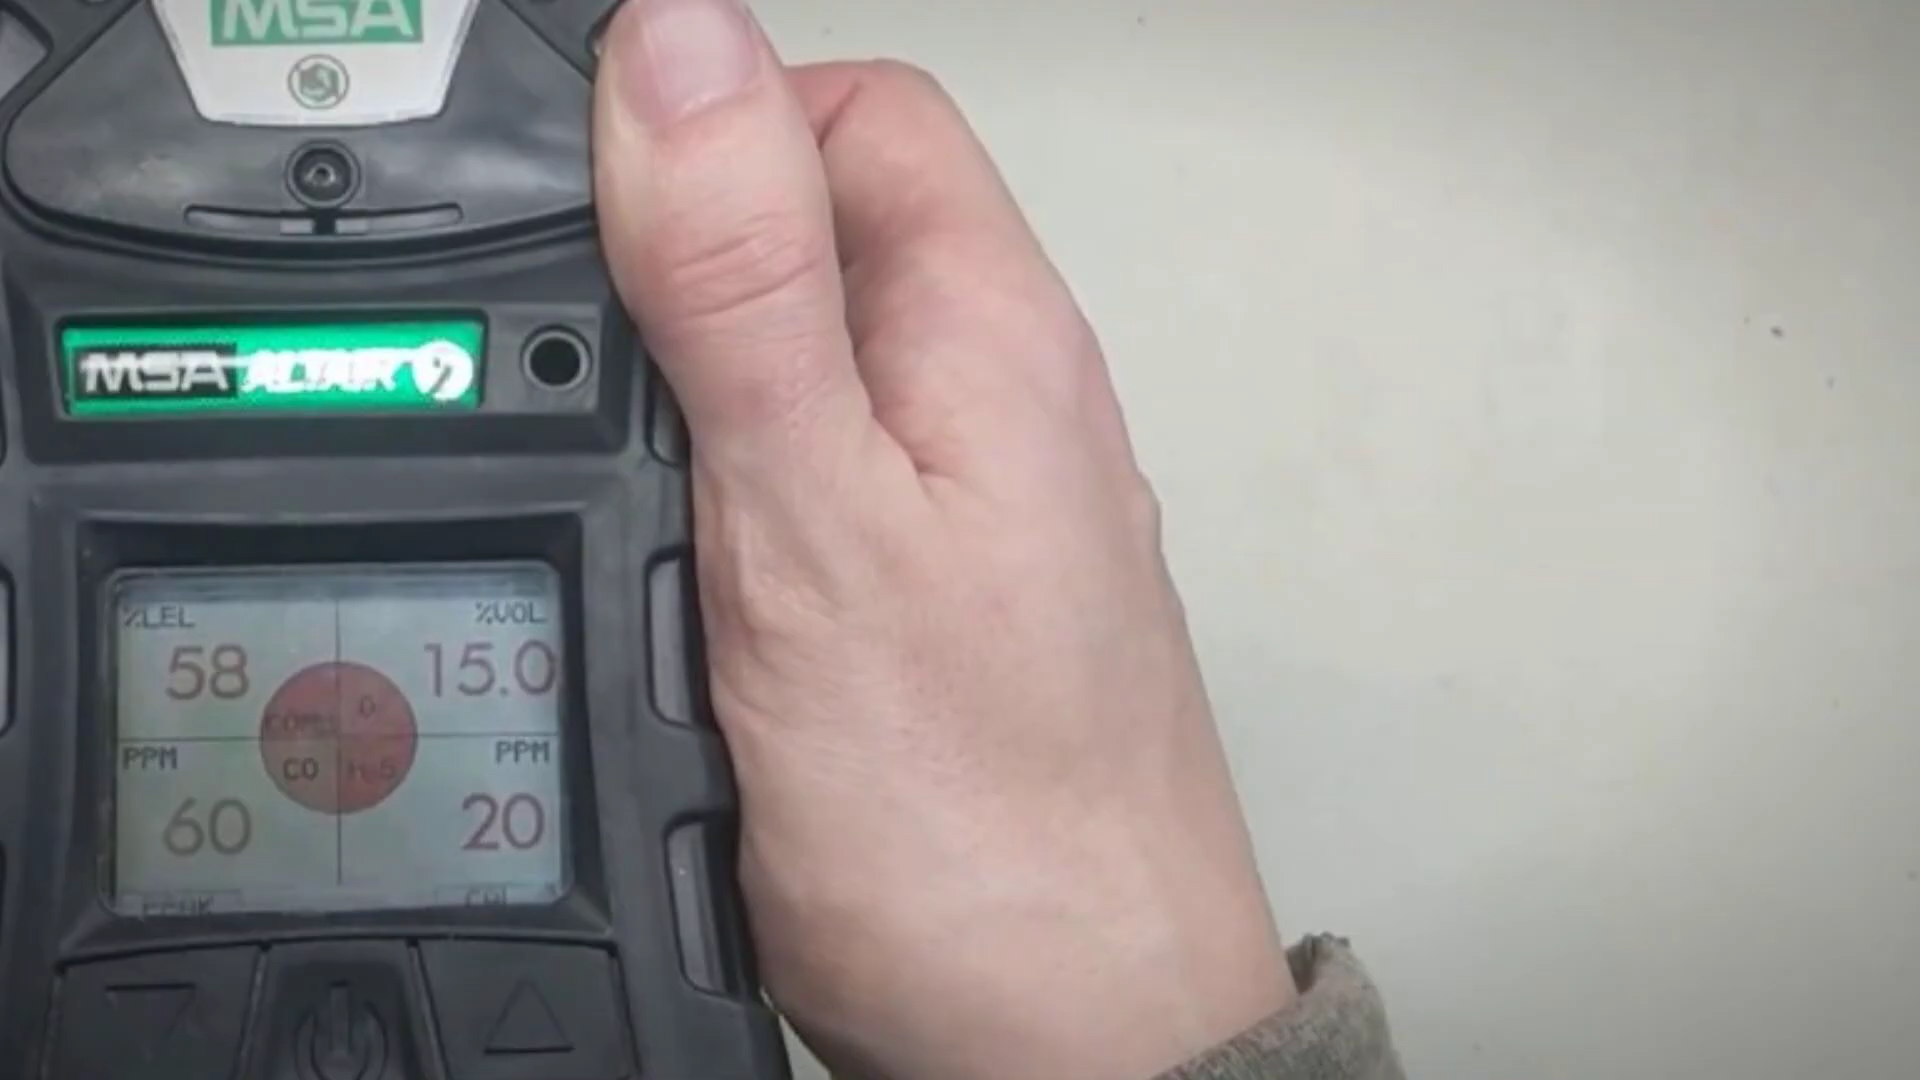 MSA
MSA ALTAIR
%LEL %VOL
58 15.0
COMB O
PPM CO PPM
60 20